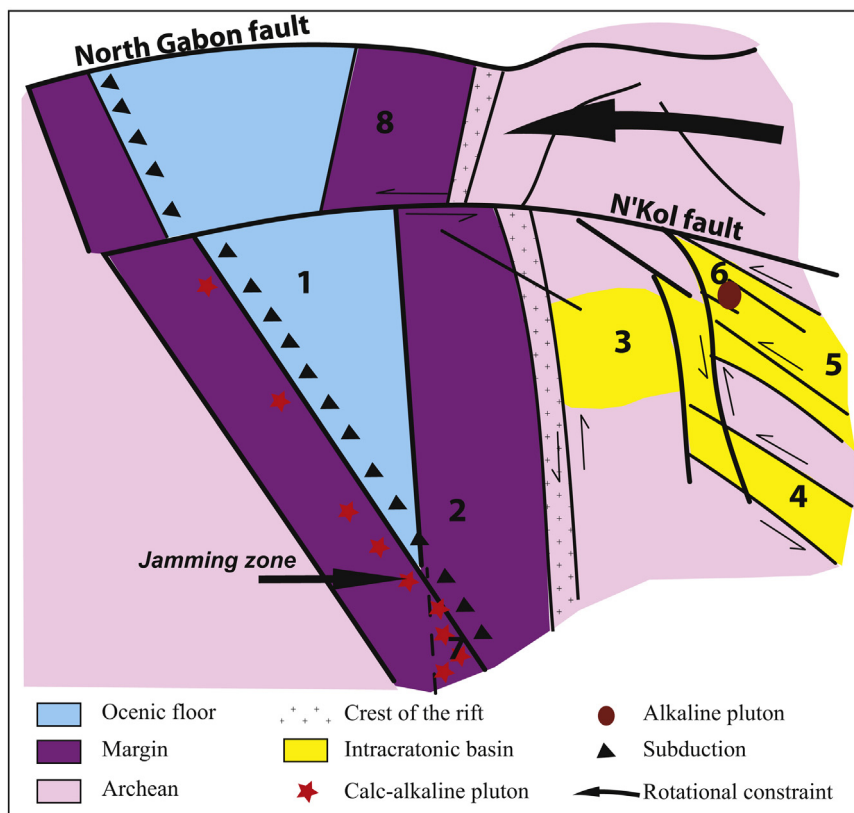 North Gabon fault
8
N'Kol fault
1
6
3
5
4
2
Jamming zone
7
Ocenic floor
Crest of the rift
Alkaline pluton
Margin
Intracratonic basin
Subduction
Archean
Calc-alkaline pluton
Rotational constraint